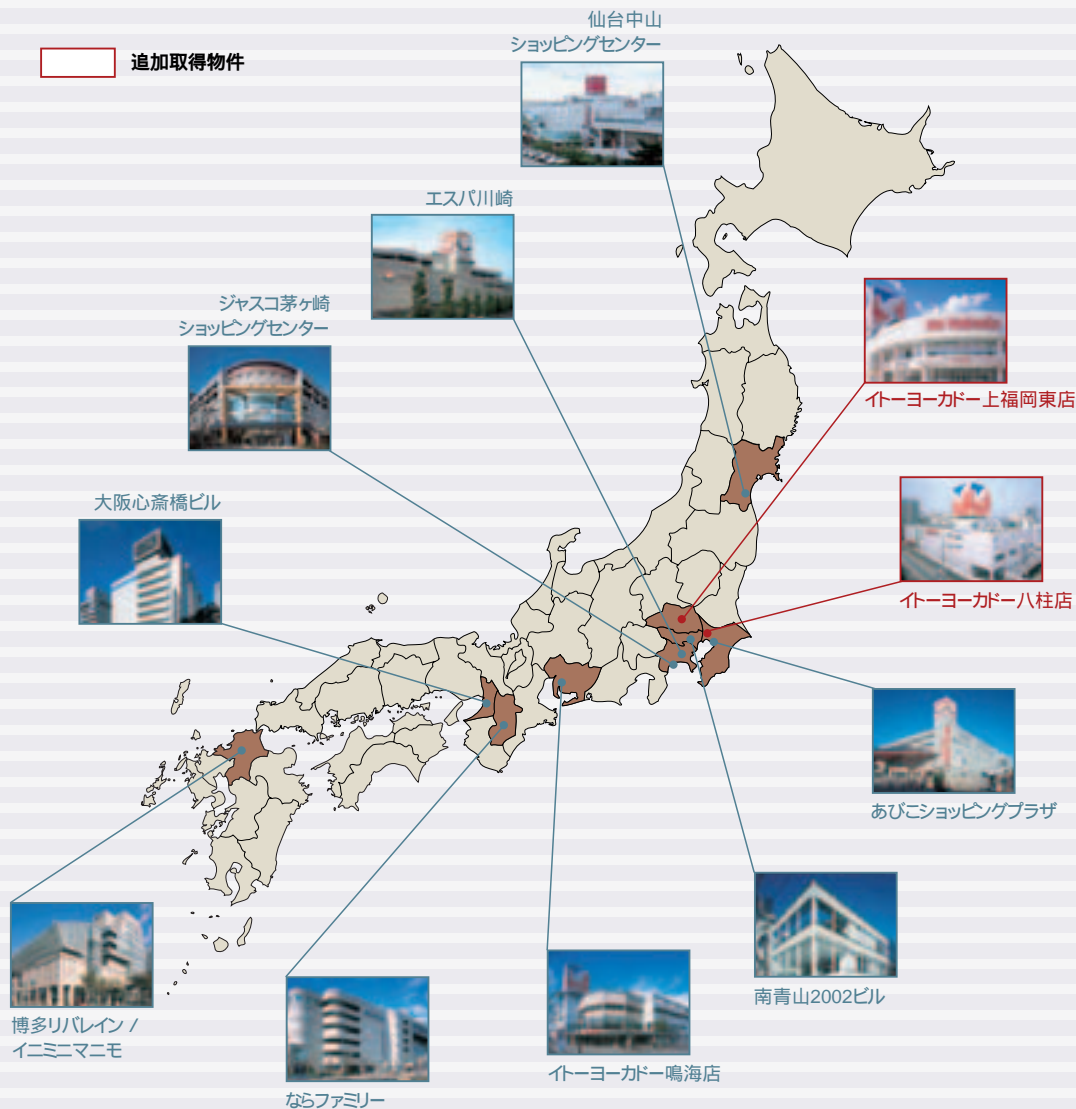 追加取得物件
仙台中山
ショッピングセンター
エスパ川崎
ジャスコ茅ヶ崎
ショッピングセンター
大阪心斎橋ビル
イトーヨーカドー上福岡東店
イトーヨーカドー八柱店
あびこショッピングプラザ
南青山2002ビル
イトーヨーカドー鳴海店
ならファミリー
博多リバレイン /
イニミニマニモ